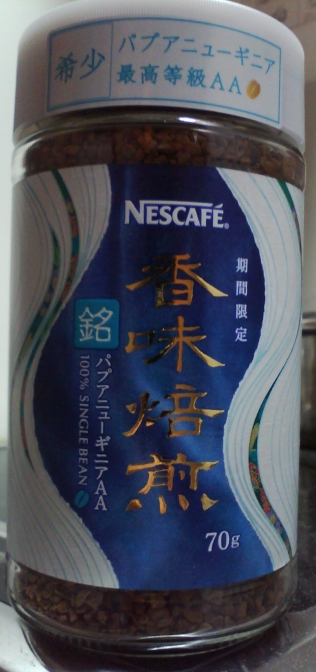 希少
パプアニューギニア
最高等級AA
NESCAFÉ®
期間限定
香味焙煎
銘
パプアニューギニアAA
100% SINGLE BEAN
70g